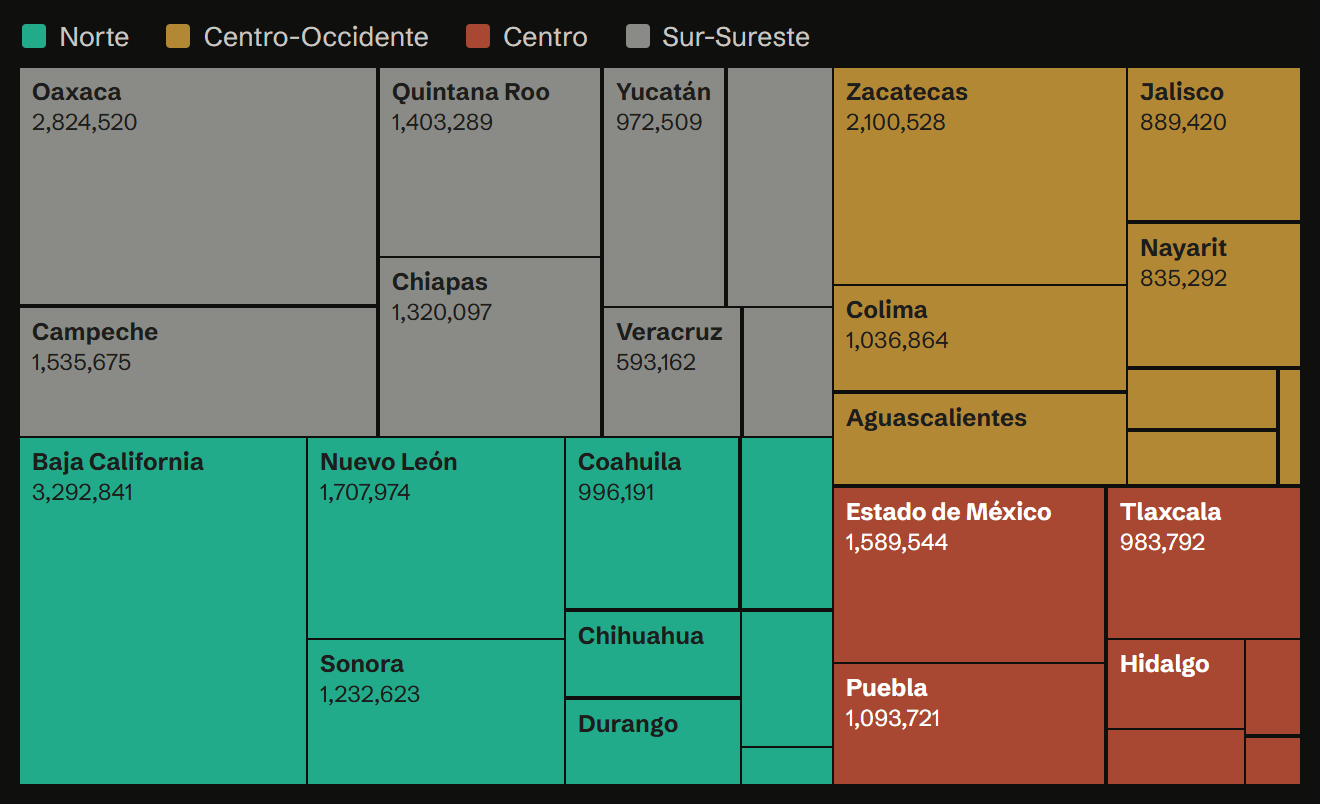 Norte
Centro-Occidente
Centro
Sur-Sureste
Oaxaca
2,824,520
Quintana Roo
1,403,289
Yucatán
972,509
Zacatecas
2,100,528
Jalisco
889,420
Nayarit
835,292
Chiapas
1,320,097
Campeche
1,535,675
Veracruz
593,162
Colima
1,036,864
Aguascalientes
Baja California
3,292,841
Nuevo León
1,707,974
Coahuila
996,191
Estado de México
1,589,544
Tlaxcala
983,792
Chihuahua
Sonora
1,232,623
Hidalgo
Puebla
1,093,721
Durango